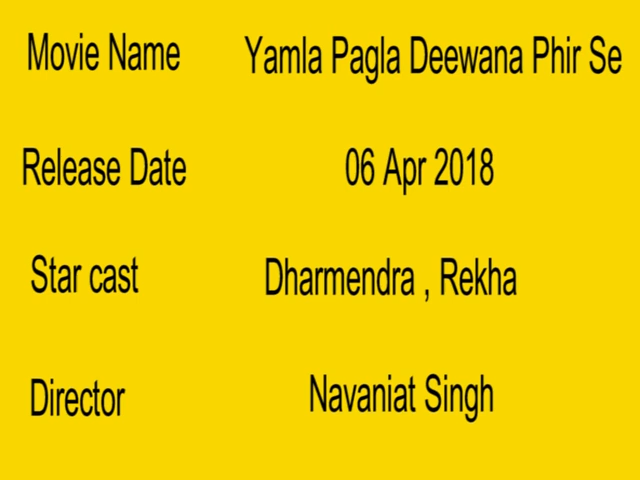 Movie Name Yamla Pagla Deewana Phir Se
Release Date 06 Apr 2018
Star cast Dharmendra , Rekha
Director Navaniat Singh